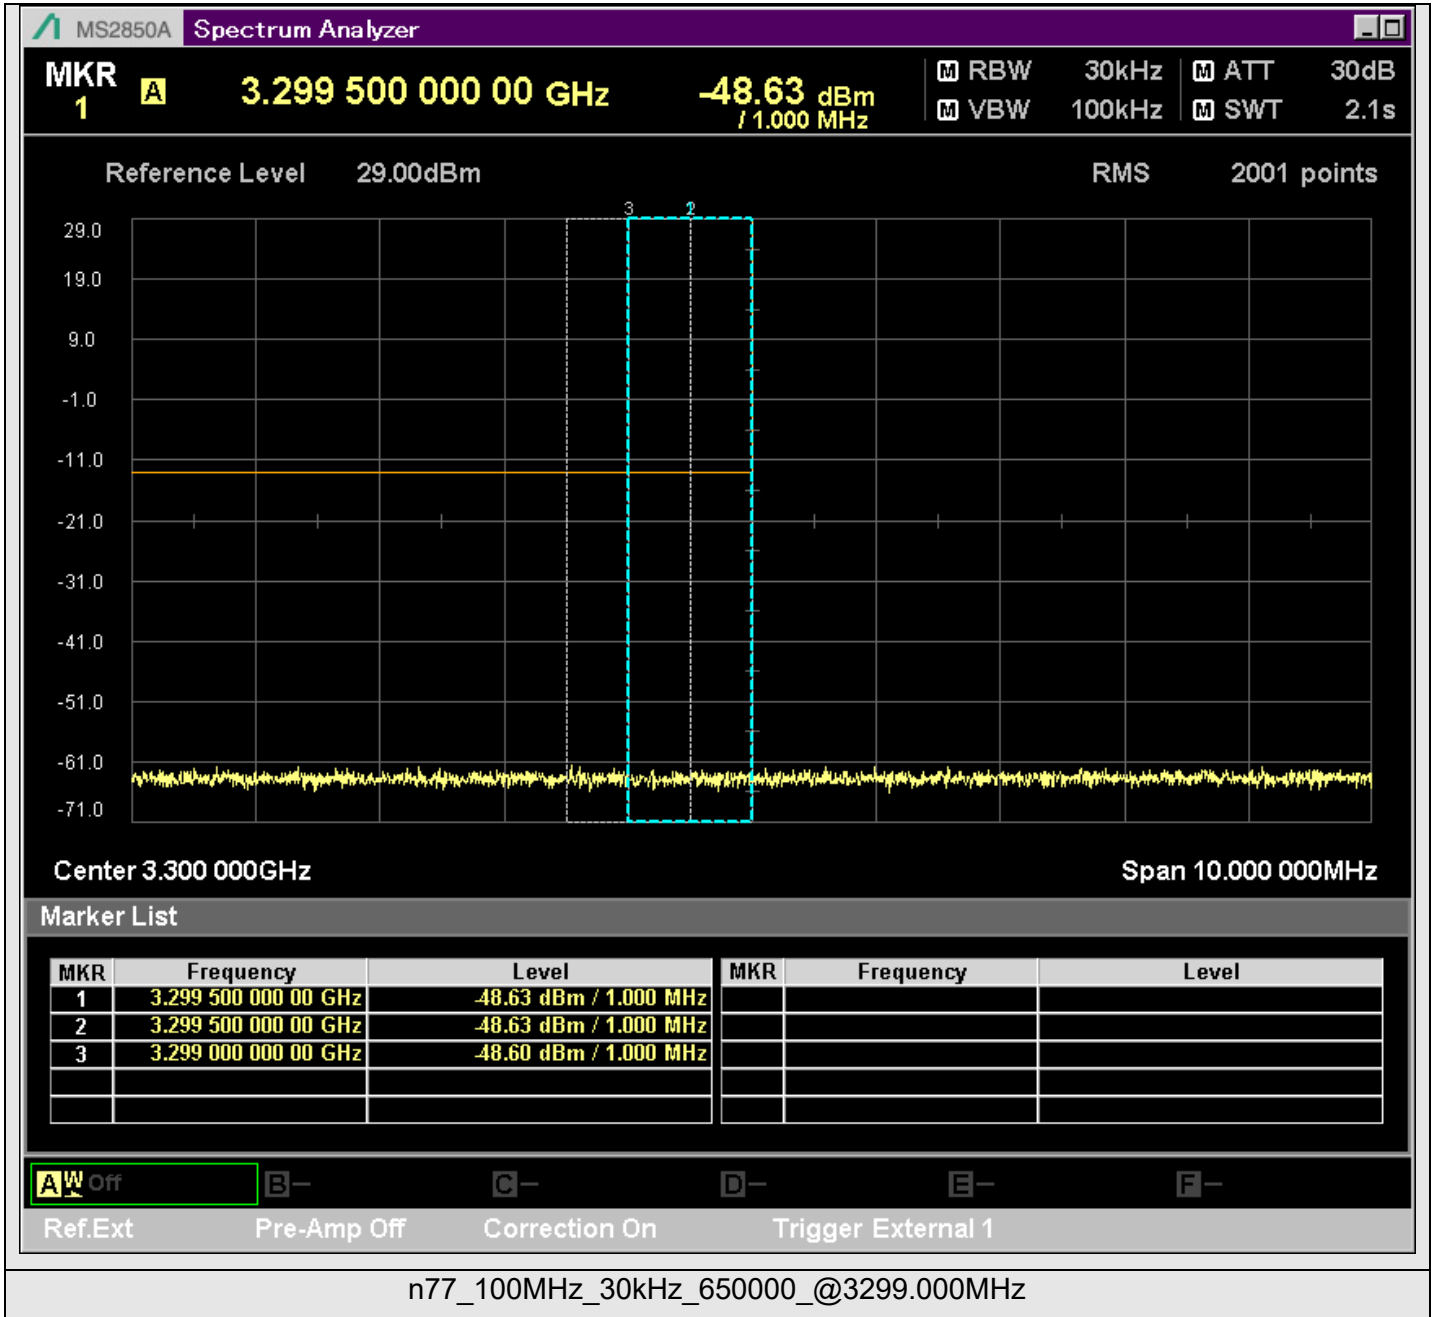 MS2850A Spectrum Analyzer
MKR 1 A 3.299 500 000 00 GHz -48.63 dBm / 1.000 MHz
M RBW 30kHz M ATT 30dB
M VBW 100kHz M SWT 2.1s
Reference Level 29.00dBm RMS 2001 points
3 2
29.0
19.0
9.0
-1.0
-11.0
-21.0
-31.0
-41.0
-51.0
-61.0
-71.0
Center 3.300 000GHz Span 10.000 000MHz
Marker List
MKR Frequency Level MKR Frequency Level
1 3.299 500 000 00 GHz -48.63 dBm / 1.000 MHz
2 3.299 500 000 00 GHz -48.63 dBm / 1.000 MHz
3 3.299 000 000 00 GHz -48.60 dBm / 1.000 MHz
A W Off B - C - D - E - F -
Ref.Ext Pre-Amp Off Correction On Trigger External 1
n77_100MHz_30kHz_650000_@3299.000MHz